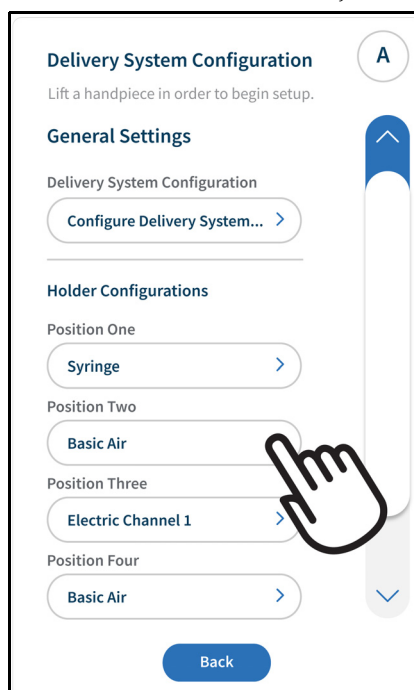 Delivery System Configuration
A
Lift a handpiece in order to begin setup.
General Settings
Delivery System Configuration
Configure Delivery System...
Holder Configurations
Position One
Syringe
Position Two
Basic Air
Position Three
Electric Channel 1
Position Four
Basic Air
Back